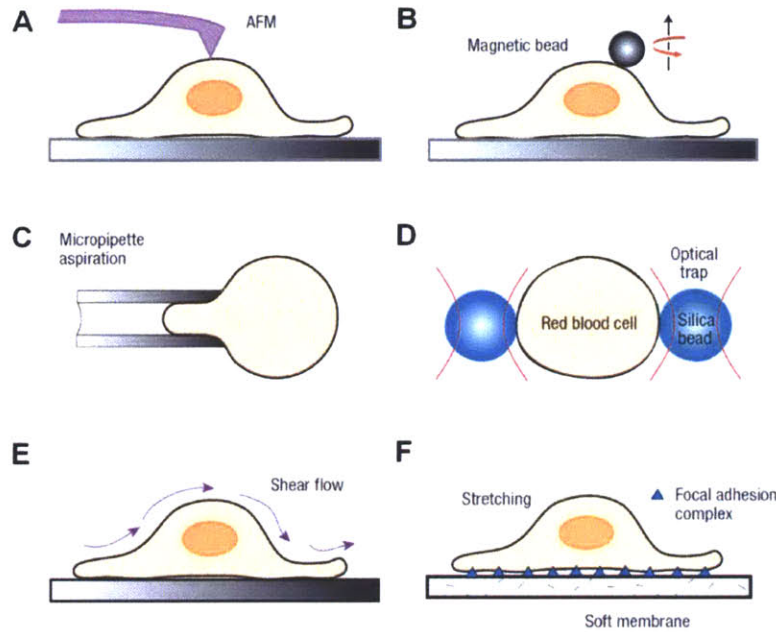 A
AFM
B
Magnetic bead
C
Micropipette
aspiration
D
Optical
trap
Red blood cell
Silica
bead
E
Shear flow
F
Stretching
Focal adhesion
complex
Soft membrane